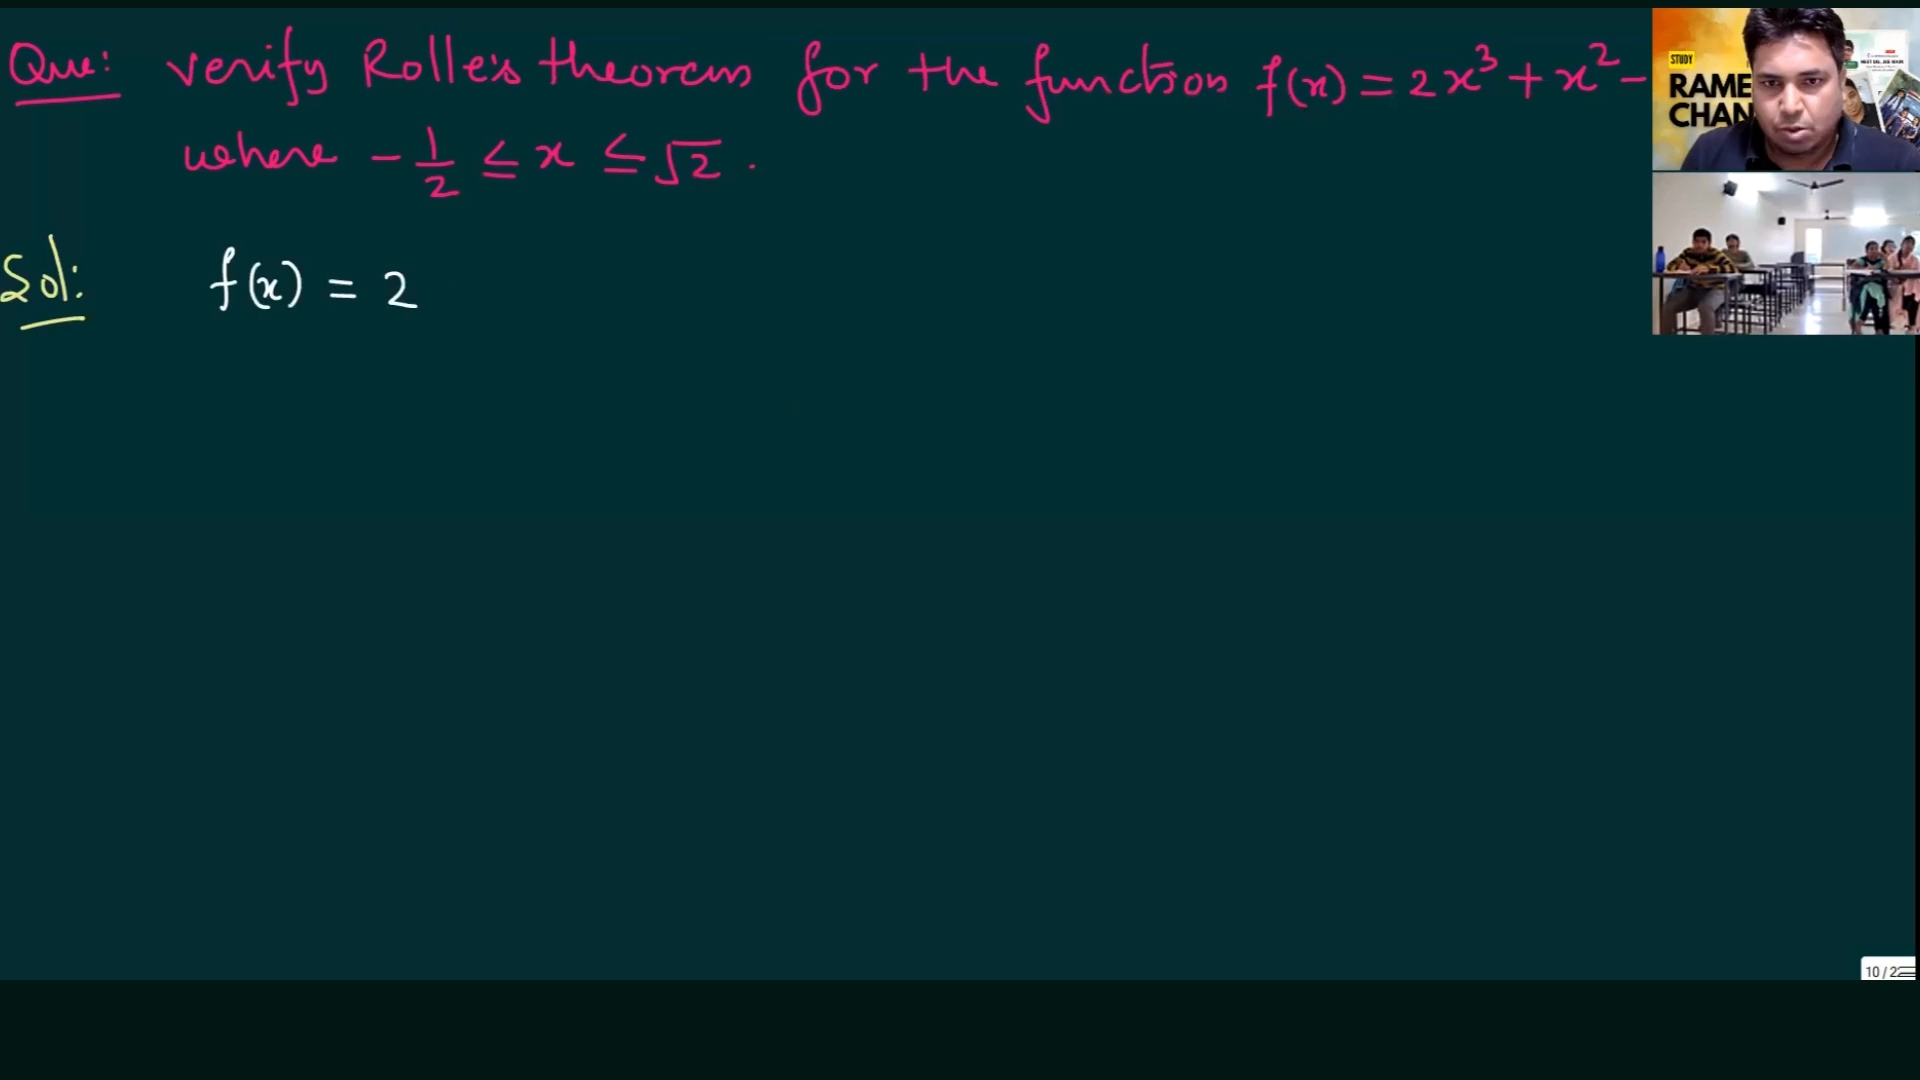 Que: verify Rolle's theorem for the function f(x) = 2x³ + x² -
where -1/2 ≤ x ≤ √2 .
Sol: f(x) = 2
STUDY
RAME
CHAN
10 / 22